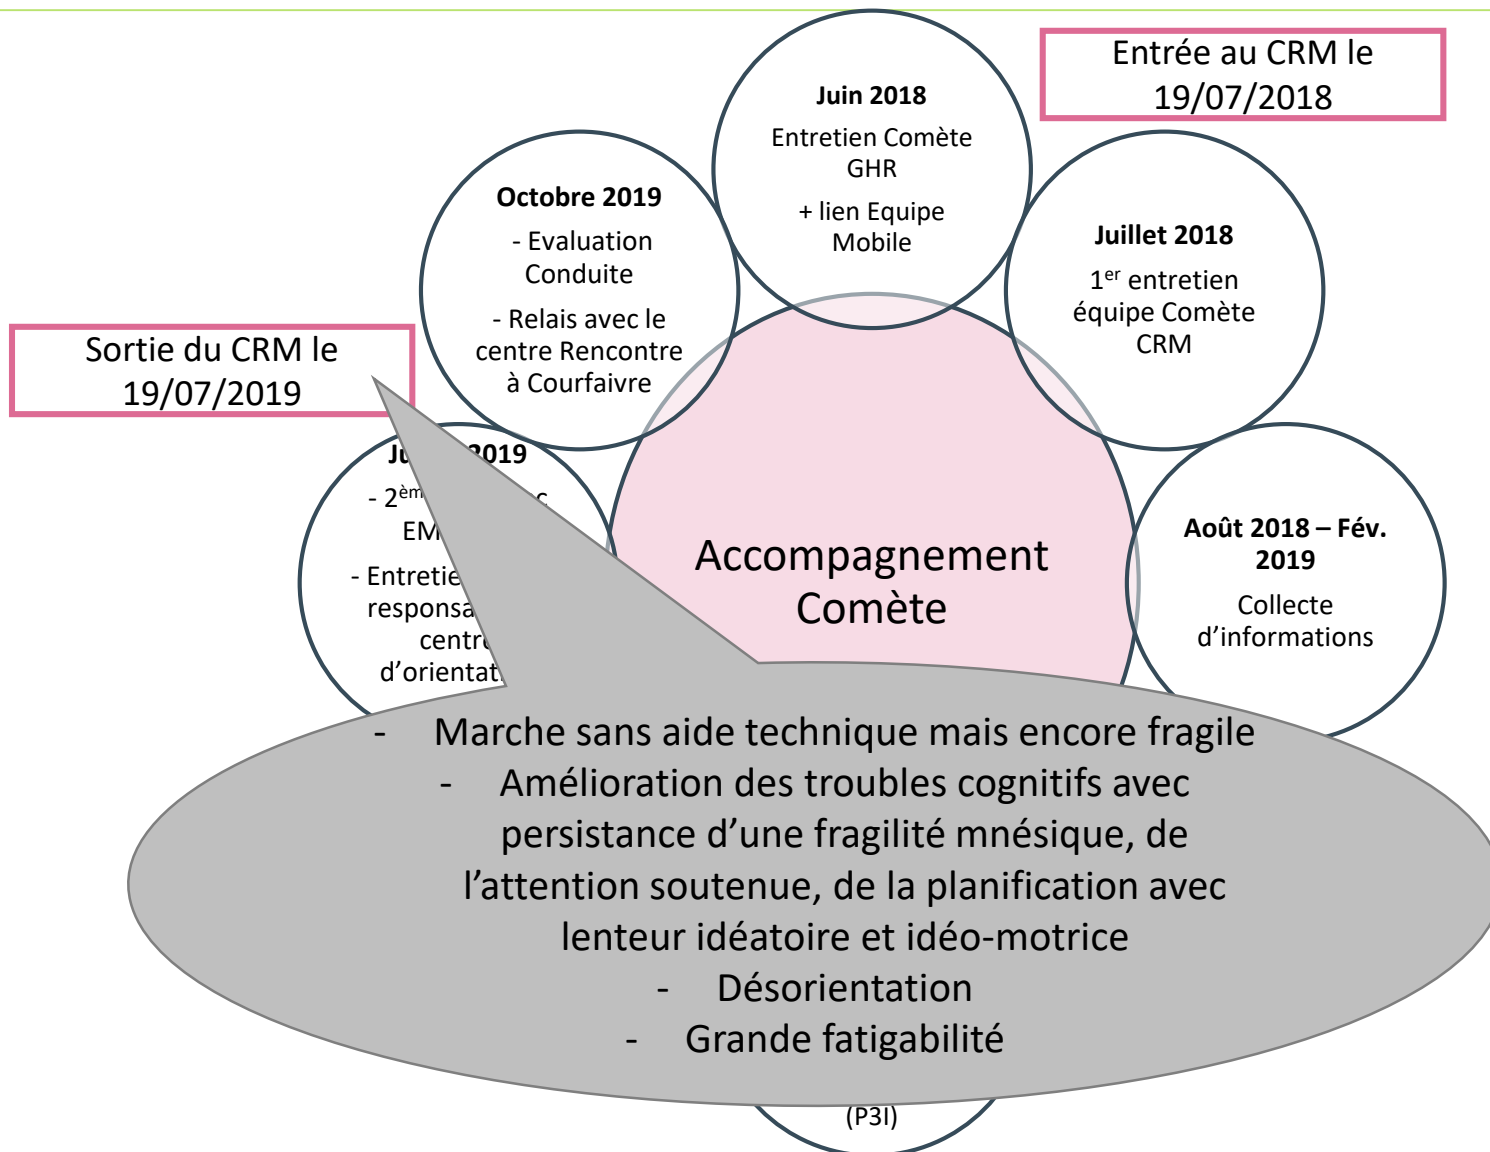 Juin 2018
Entretien Comète
GHR
+ lien Equipe
Mobile
Entrée au CRM le
19/07/2018
Juillet 2018
1er entretien
équipe Comète
CRM
Août 2018 – Fév.
2019
Collecte
d’informations
Octobre 2019
- Evaluation
Conduite
- Relais avec le
centre Rencontre
à Courfaivre
Sortie du CRM le
19/07/2019
2019
- 2èm
EM
- Entretie
responsa
centre
d’orientat
Accompagnement
Comète
- Marche sans aide technique mais encore fragile
- Amélioration des troubles cognitifs avec
persistance d’une fragilité mnésique, de
l’attention soutenue, de la planification avec
lenteur idéatoire et idéo-motrice
- Désorientation
- Grande fatigabilité
(P3I)